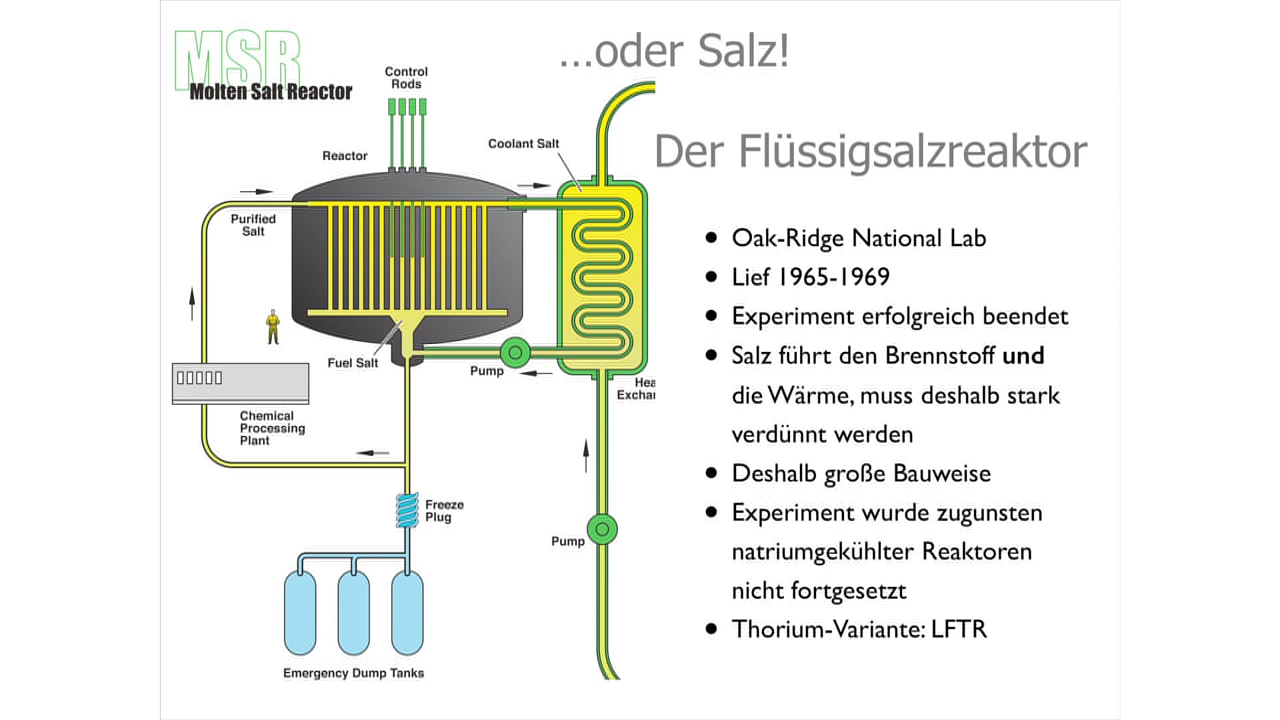 ...oder Salz!
Der Flüssigsalzreaktor
MSR
Molten Salt Reactor
Control
Rods
Coolant Salt
Reactor
Purified
Salt
Fuel Salt
Pump
Hea
Exchai
Chemical
Processing
Plant
Freeze
Plug
Pump
Emergency Dump Tanks
• Oak-Ridge National Lab
• Lief 1965-1969
• Experiment erfolgreich beendet
• Salz führt den Brennstoff und
die Wärme, muss deshalb stark
verdünnt werden
• Deshalb große Bauweise
• Experiment wurde zugunsten
natriumgekühlter Reaktoren
nicht fortgesetzt
• Thorium-Variante: LFTR